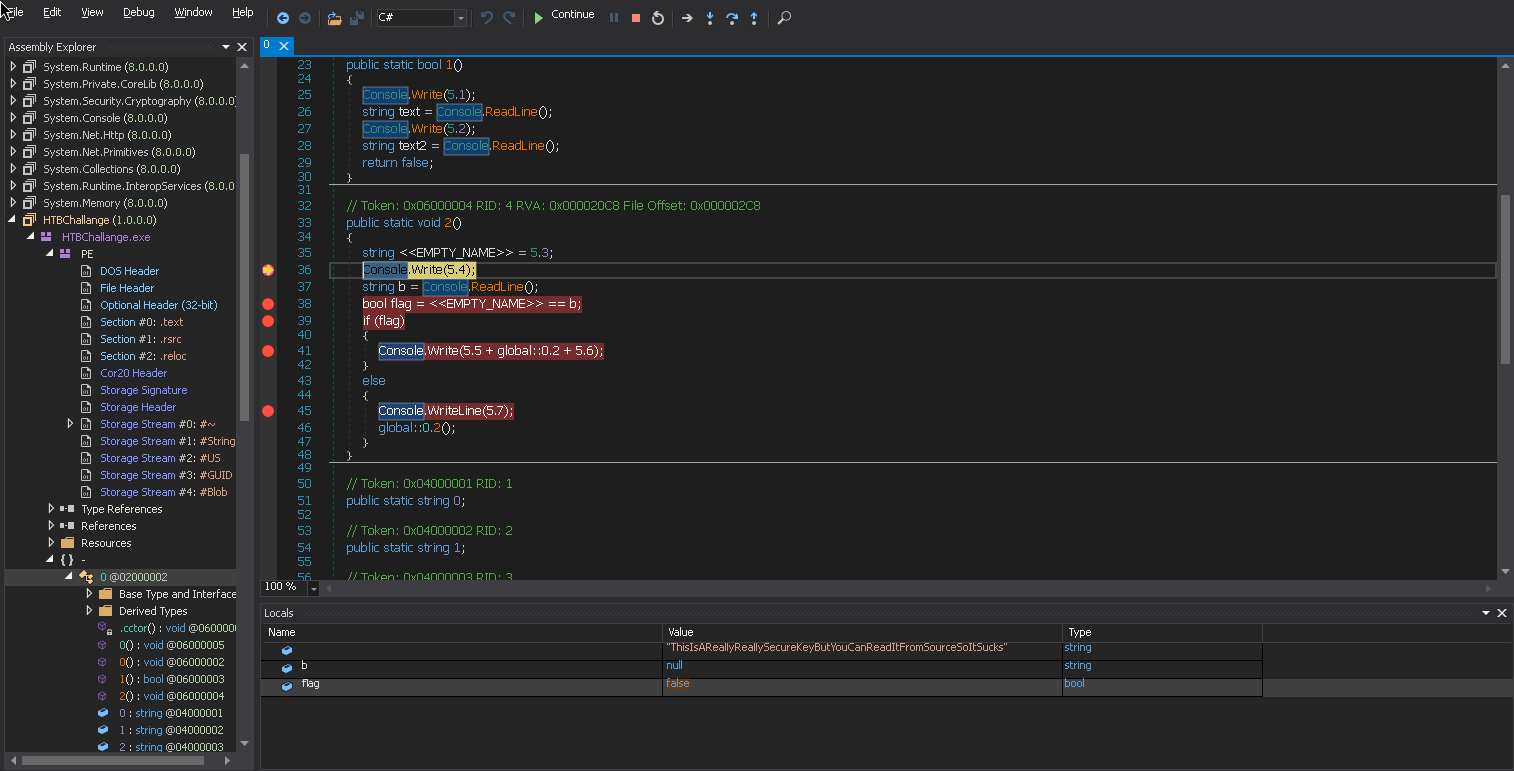 File Edit View Debug Window Help C# Continue
Assembly Explorer
System.Runtime (8.0.0.0)
System.Private.CoreLib (8.0.0.0)
System.Security.Cryptography (8.0.0.0)
System.Console (8.0.0.0)
System.Net.Http (8.0.0.0)
System.Net.Primitives (8.0.0.0)
System.Collections (8.0.0.0)
System.Runtime.InteropServices (8.0.0
System.Memory (8.0.0.0)
HTBChallange (1.0.0.0)
HTBChallange.exe
PE
DOS Header
File Header
Optional Header (32-bit)
Section #0: .text
Section #1: .rsrc
Section #2: .reloc
Cor20 Header
Storage Signature
Storage Header
Storage Stream #0: #~
Storage Stream #1: #String
Storage Stream #2: #US
Storage Stream #3: #GUID
Storage Stream #4: #Blob
Type References
References
Resources
{ } -
0 @02000002
Base Type and Interface
Derived Types
.cctor() : void @060000
0() : void @06000005
0() : void @06000002
1() : bool @06000003
2() : void @06000004
0 : string @04000001
1 : string @04000002
2 : string @04000003
0
23 public static bool 1()
24 {
25 Console.Write(5.1);
26 string text = Console.ReadLine();
27 Console.Write(5.2);
28 string text2 = Console.ReadLine();
29 return false;
30 }
31
32 // Token: 0x06000004 RID: 4 RVA: 0x000020C8 File Offset: 0x000002C8
33 public static void 2()
34 {
35 string <<EMPTY_NAME>> = 5.3;
36 Console.Write(5.4);
37 string b = Console.ReadLine();
38 bool flag = <<EMPTY_NAME>> == b;
39 if (flag)
40 {
41 Console.Write(5.5 + global::0.2 + 5.6);
42 }
43 else
44 {
45 Console.WriteLine(5.7);
46 global::0.2();
47 }
48 }
49
50 // Token: 0x04000001 RID: 1
51 public static string 0;
52
53 // Token: 0x04000002 RID: 2
54 public static string 1;
55
56 // Token: 0x04000003 RID: 3
100 %
Locals
Name Value Type
"ThisIsAReallyReallySecureKeyButYouCanReadItFromSourceSoItSucks" string
b null string
flag false bool